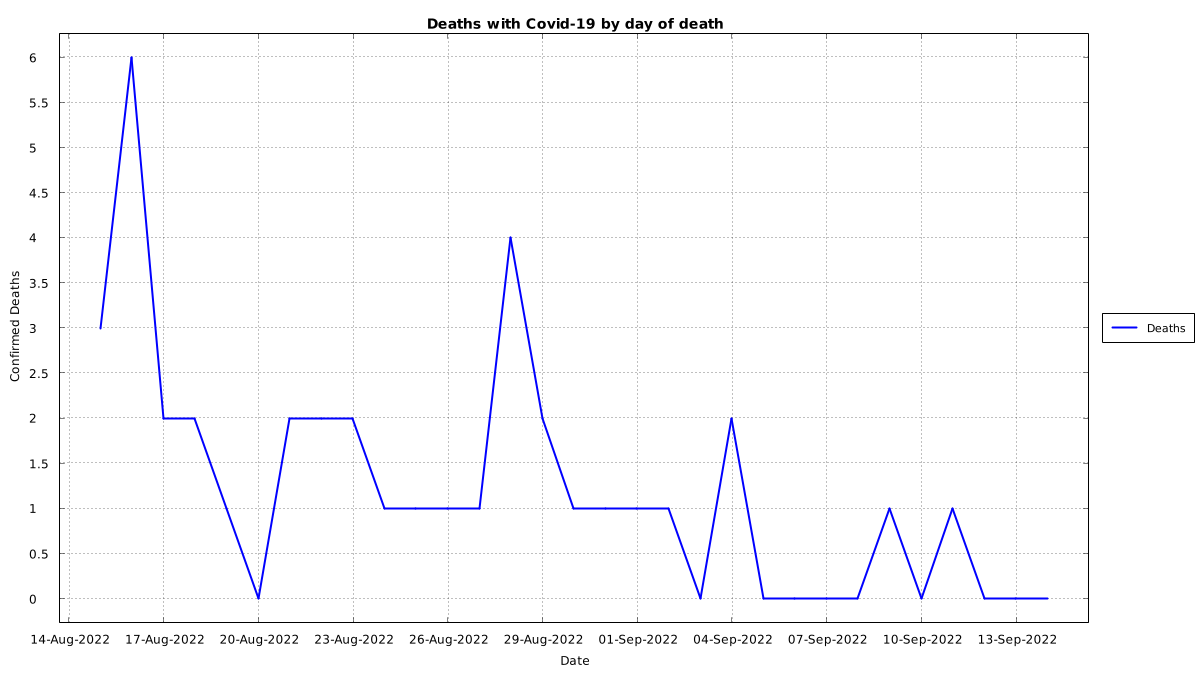 Deaths with Covid-19 by day of death
6
5.5
5
4.5
4
3.5
3
2.5
2
1.5
1
0.5
0
Confirmed Deaths
14-Aug-2022 17-Aug-2022 20-Aug-2022 23-Aug-2022 26-Aug-2022 29-Aug-2022 01-Sep-2022 04-Sep-2022 07-Sep-2022 10-Sep-2022 13-Sep-2022
Date
Deaths